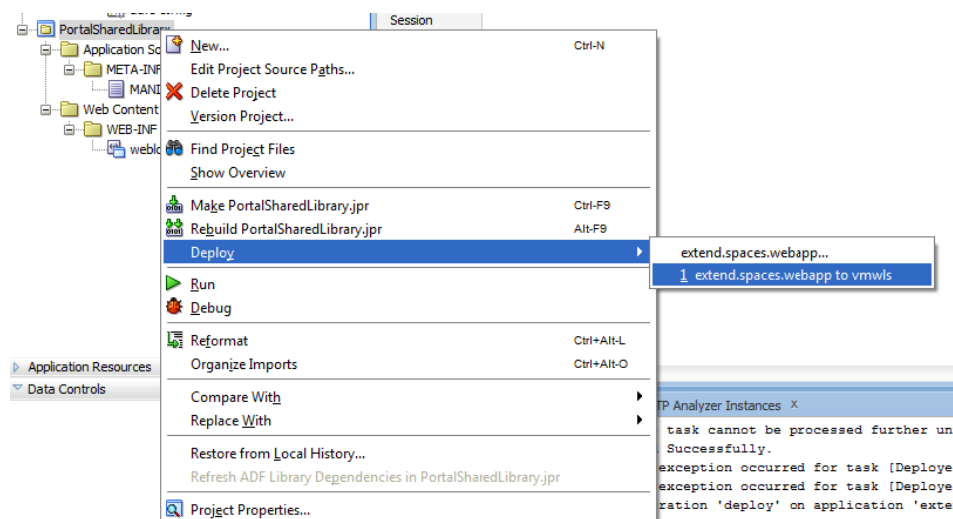 Session
PortalSharedLibrary
Application So
META-INF
MANI
Web Content
WEB-INF
weblo
New... Ctrl-N
Edit Project Source Paths...
Delete Project
Version Project...
Find Project Files
Show Overview
Make PortalSharedLibrary.jpr Ctrl-F9
Rebuild PortalSharedLibrary.jpr Alt-F9
Deploy
extend.spaces.webapp...
1 extend.spaces.webapp to vmwls
Run
Debug
Reformat Ctrl+Alt-L
Organize Imports Ctrl+Alt-O
Compare With
Replace With
Restore from Local History...
Refresh ADF Library Dependencies in PortalSharedLibrary.jpr
Project Properties...
Application Resources
Data Controls
TP Analyzer Instances x
task cannot be processed further un
Successfully.
exception occurred for task [Deploye
exception occurred for task [Deploye
ration 'deploy' on application 'exte